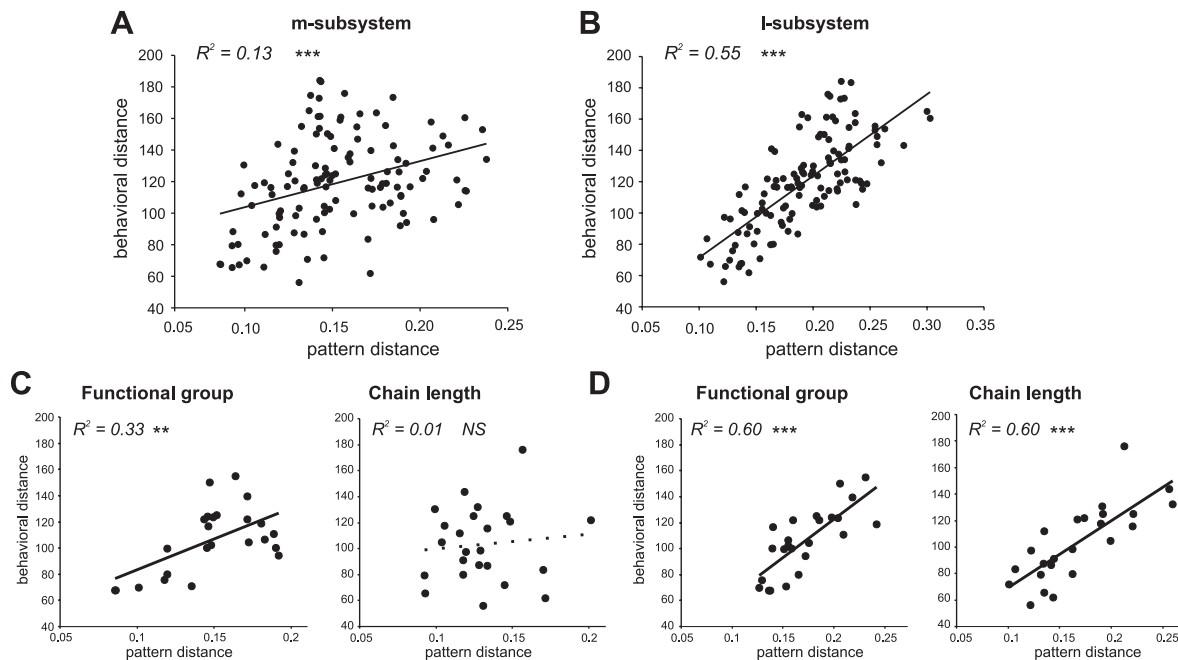 A
m-subsystem
R² = 0.13 ***
behavioral distance
200
180
160
140
120
100
80
60
40
0.05 0.10 0.15 0.20 0.25
pattern distance
B
l-subsystem
R² = 0.55 ***
behavioral distance
200
180
160
140
120
100
80
60
40
0.05 0.10 0.15 0.20 0.25 0.30 0.35
pattern distance
C
Functional group
R² = 0.33 **
behavioral distance
200
180
160
140
120
100
80
60
40
0.05 0.1 0.15 0.2
pattern distance
Chain length
R² = 0.01 NS
200
180
160
140
120
100
80
60
40
0.05 0.1 0.15 0.2
pattern distance
D
Functional group
R² = 0.60 ***
behavioral distance
200
180
160
140
120
100
80
60
40
0.05 0.1 0.15 0.20 0.25
pattern distance
Chain length
R² = 0.60 ***
200
180
160
140
120
100
80
60
40
0.05 0.1 0.15 0.20 0.25
pattern distance